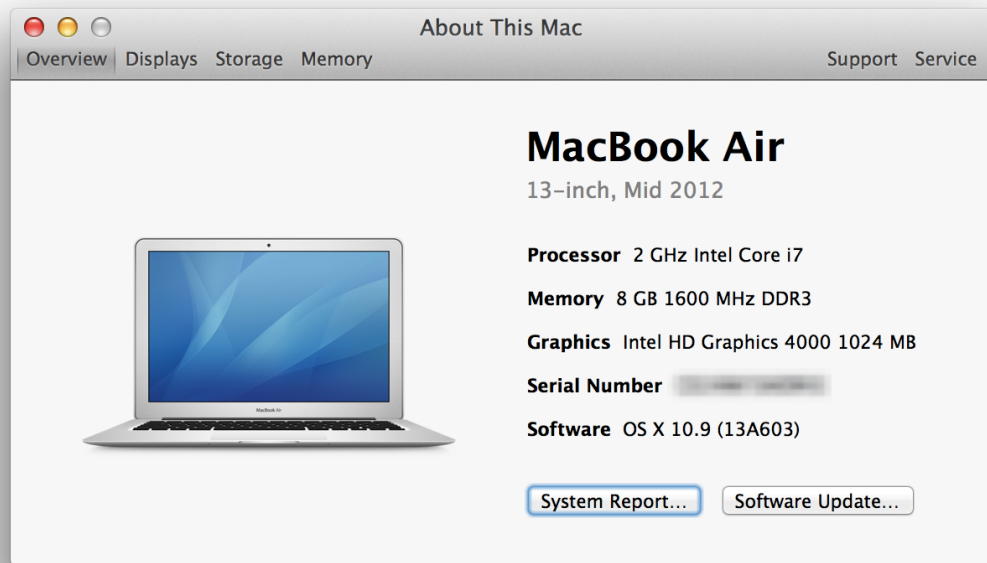 About This Mac
Overview Displays Storage Memory Support Service
MacBook Air
13-inch, Mid 2012
Processor 2 GHz Intel Core i7
Memory 8 GB 1600 MHz DDR3
Graphics Intel HD Graphics 4000 1024 MB
Serial Number
MacBook Air
Software OS X 10.9 (13A603)
System Report... Software Update...